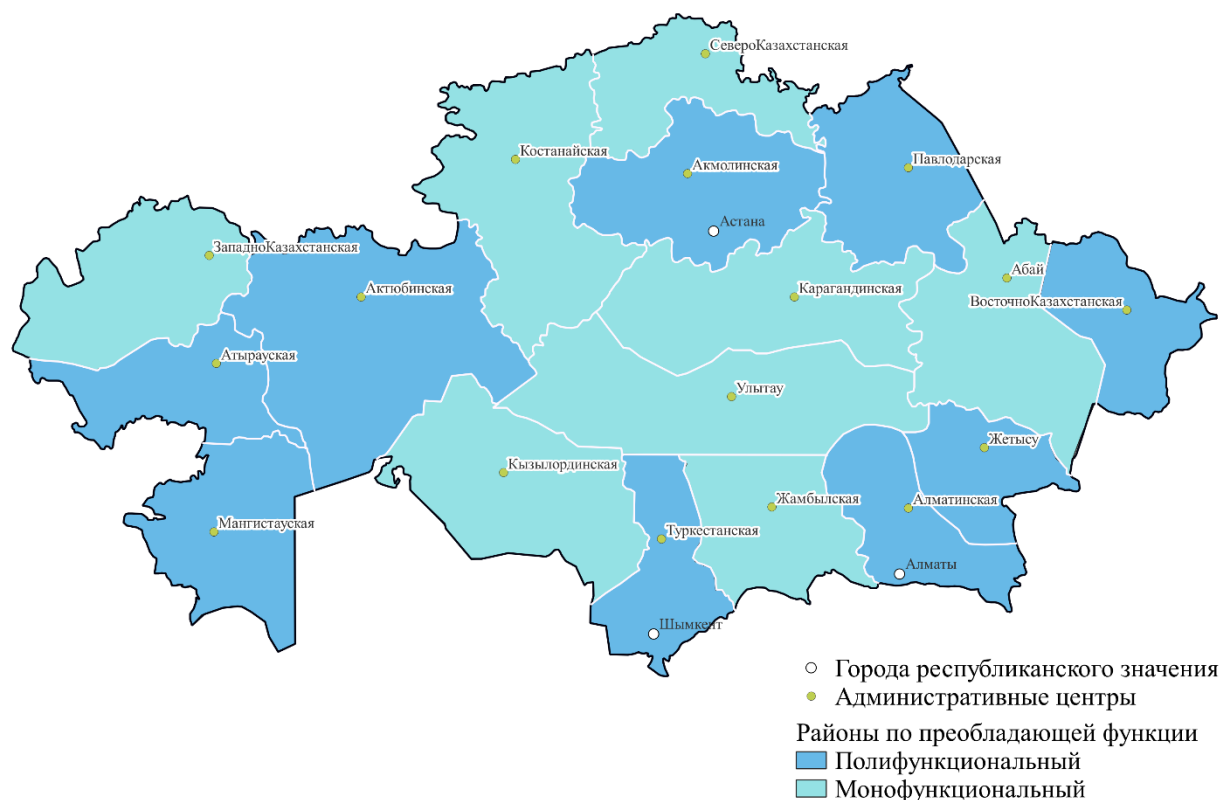 СевероКазахстанская
Костанайская
Акмолинская
Павлодарская
Астана
ЗападноКазахстанская
Абай
Актюбинская
Карагандинская
ВосточноКазахстанская
Атырауская
Улытау
Жетысу
Кызылординская
Жамбылская
Алматинская
Мангистауская
Туркестанская
Алматы
Шымкент
Города республиканского значения
Административные центры
Районы по преобладающей функции
Полифункциональный
Монофункциональный